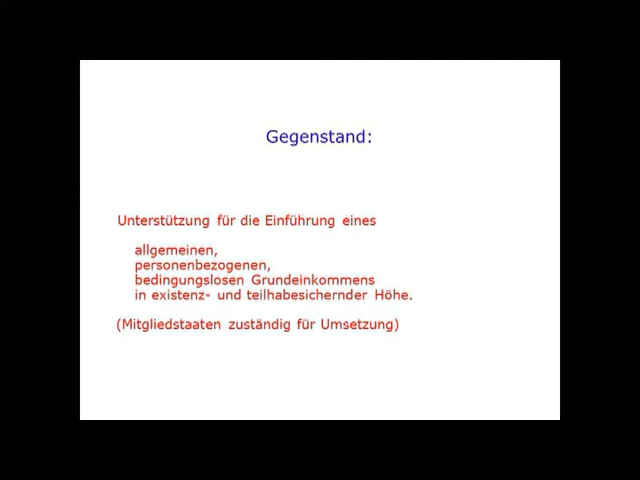 Gegenstand:
Unterstützung für die Einführung eines
allgemeinen,
personenbezogenen,
bedingungslosen Grundeinkommens
in existenz- und teilhabesichernder Höhe.
(Mitgliedstaaten zuständig für Umsetzung)